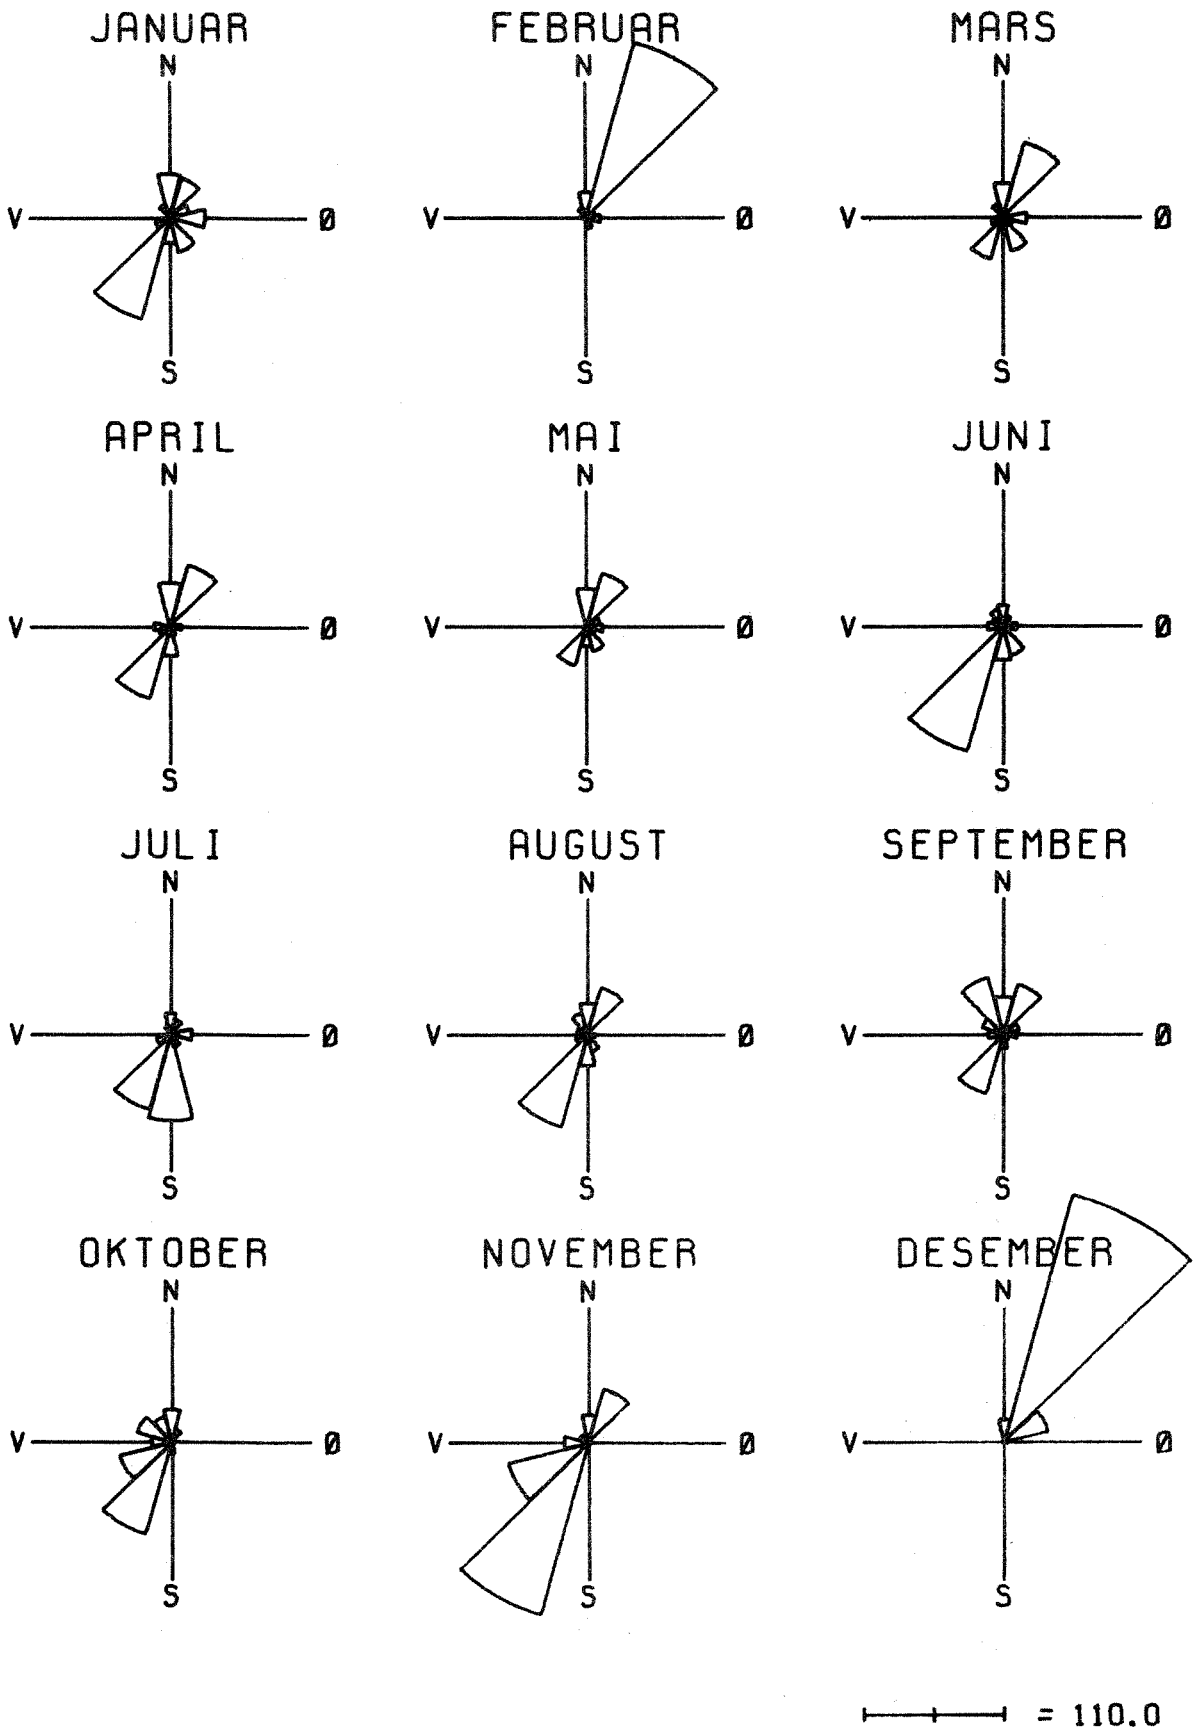 JANUAR FEBRUAR MARS
N N N
V Ø V Ø V Ø
S S S
APRIL MAI JUNI
N N N
V Ø V Ø V Ø
S S S
JULI AUGUST SEPTEMBER
N N N
V Ø V Ø V Ø
S S S
OKTOBER NOVEMBER DESEMBER
N N N
V Ø V Ø V Ø
S S S
= 110.0